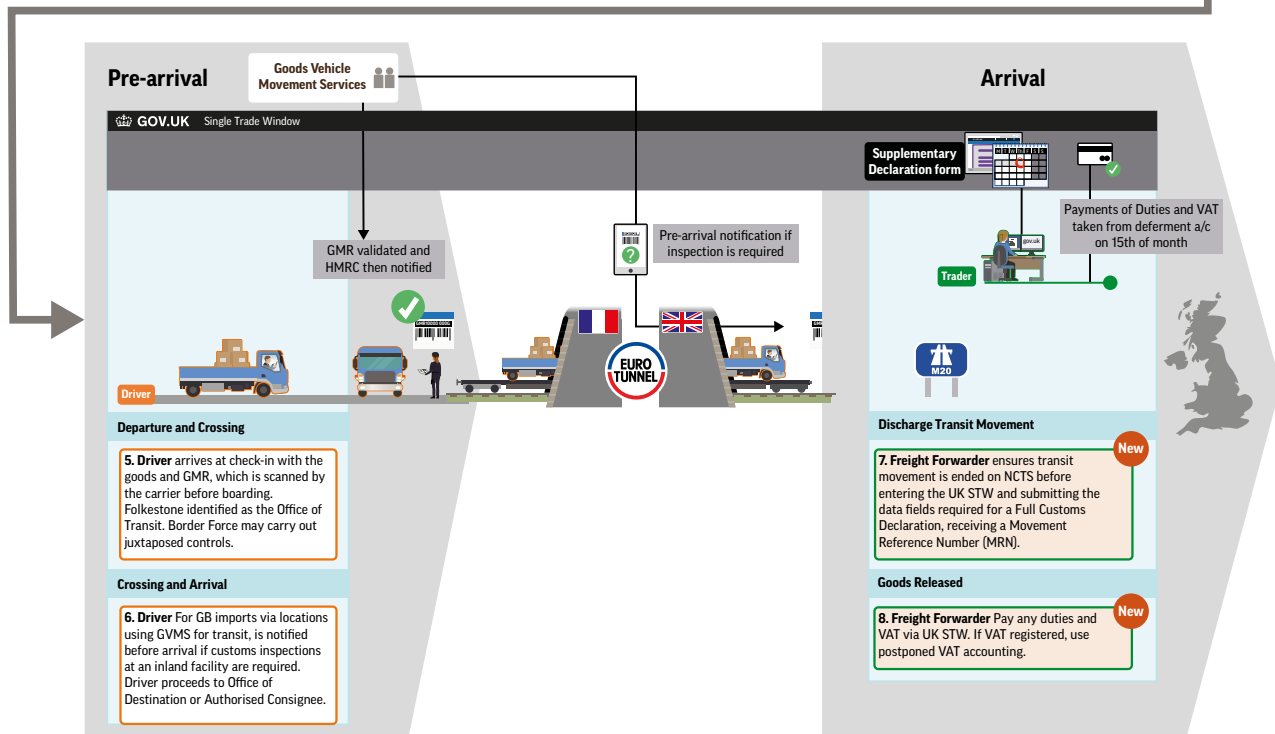 Pre-arrival
Goods Vehicle
Movement Services
Arrival
GOV.UK Single Trade Window
Supplementary
Declaration form
M T W Th F S S
Payments of Duties and VAT
taken from deferment a/c
on 15th of month
GMR validated and
HMRC then notified
?
Pre-arrival notification if
inspection is required
gov.uk
Trader
EURO
TUNNEL
M20
Driver
Departure and Crossing
5. Driver arrives at check-in with the
goods and GMR, which is scanned by
the carrier before boarding.
Folkestone identified as the Office of
Transit. Border Force may carry out
juxtaposed controls.
Crossing and Arrival
6. Driver For GB imports via locations
using GVMS for transit, is notified
before arrival if customs inspections
at an inland facility are required.
Driver proceeds to Office of
Destination or Authorised Consignee.
Discharge Transit Movement
New
7. Freight Forwarder ensures transit
movement is ended on NCTS before
entering the UK STW and submitting the
data fields required for a Full Customs
Declaration, receiving a Movement
Reference Number (MRN).
Goods Released
New
8. Freight Forwarder Pay any duties and
VAT via UK STW. If VAT registered, use
postponed VAT accounting.